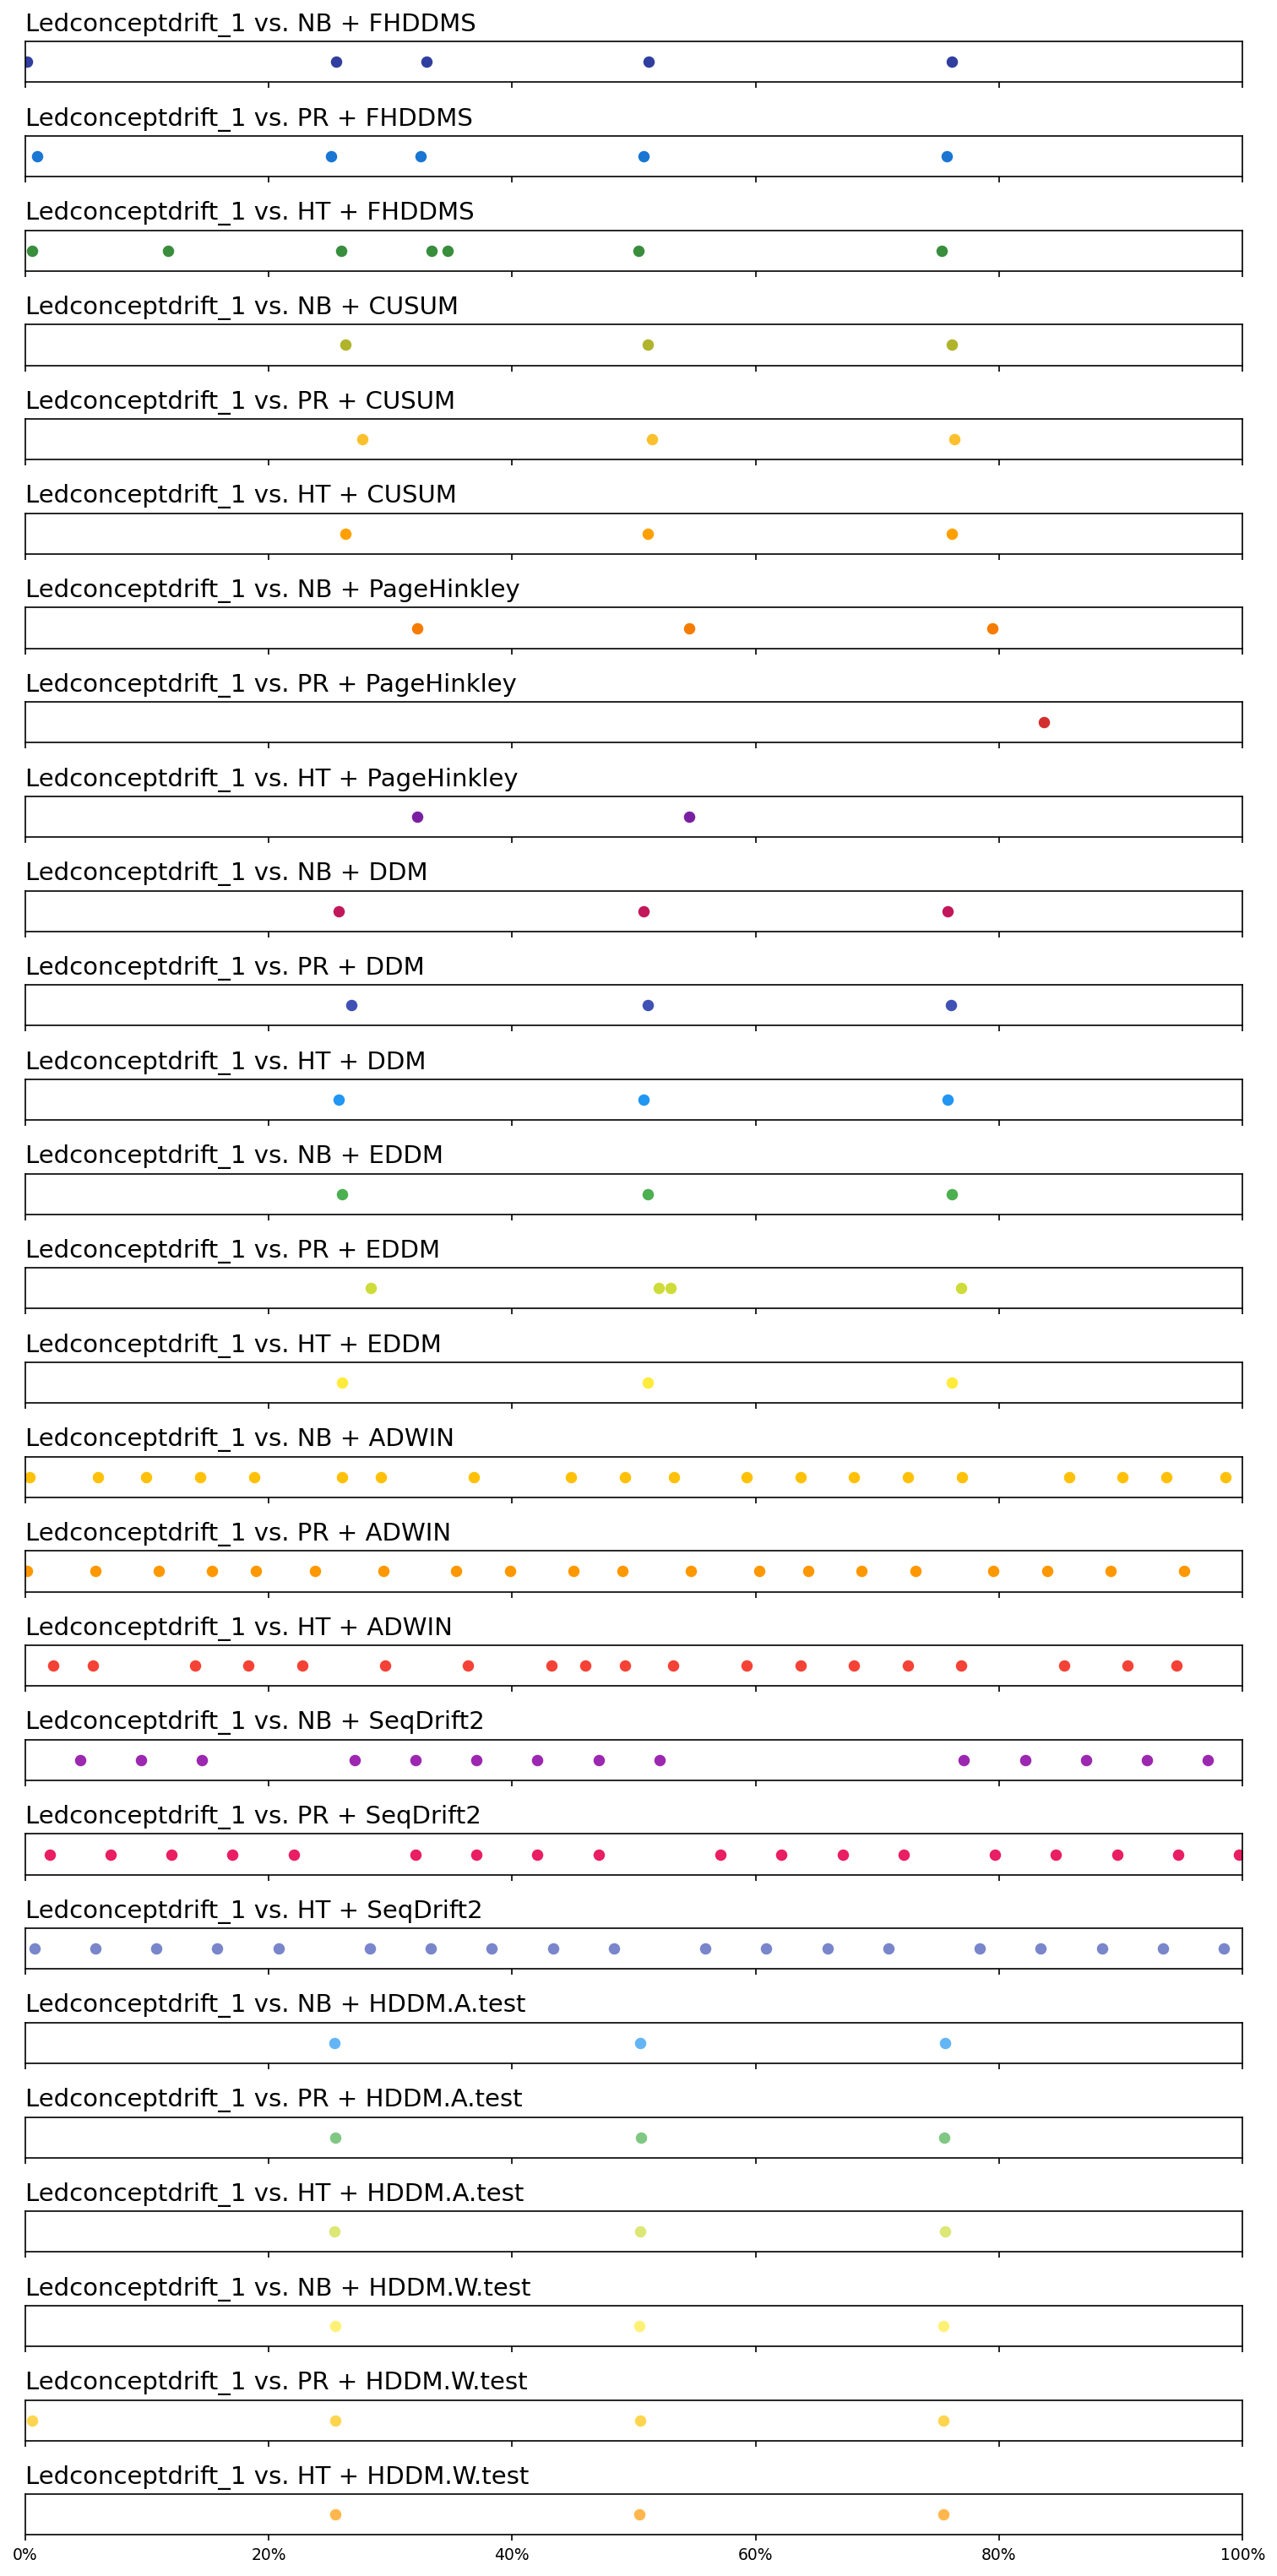 Ledconceptdrift_1 vs. NB + FHDDMS
Ledconceptdrift_1 vs. PR + FHDDMS
Ledconceptdrift_1 vs. HT + FHDDMS
Ledconceptdrift_1 vs. NB + CUSUM
Ledconceptdrift_1 vs. PR + CUSUM
Ledconceptdrift_1 vs. HT + CUSUM
Ledconceptdrift_1 vs. NB + PageHinkley
Ledconceptdrift_1 vs. PR + PageHinkley
Ledconceptdrift_1 vs. HT + PageHinkley
Ledconceptdrift_1 vs. NB + DDM
Ledconceptdrift_1 vs. PR + DDM
Ledconceptdrift_1 vs. HT + DDM
Ledconceptdrift_1 vs. NB + EDDM
Ledconceptdrift_1 vs. PR + EDDM
Ledconceptdrift_1 vs. HT + EDDM
Ledconceptdrift_1 vs. NB + ADWIN
Ledconceptdrift_1 vs. PR + ADWIN
Ledconceptdrift_1 vs. HT + ADWIN
Ledconceptdrift_1 vs. NB + SeqDrift2
Ledconceptdrift_1 vs. PR + SeqDrift2
Ledconceptdrift_1 vs. HT + SeqDrift2
Ledconceptdrift_1 vs. NB + HDDM.A.test
Ledconceptdrift_1 vs. PR + HDDM.A.test
Ledconceptdrift_1 vs. HT + HDDM.A.test
Ledconceptdrift_1 vs. NB + HDDM.W.test
Ledconceptdrift_1 vs. PR + HDDM.W.test
Ledconceptdrift_1 vs. HT + HDDM.W.test
0% 20% 40% 60% 80% 100%